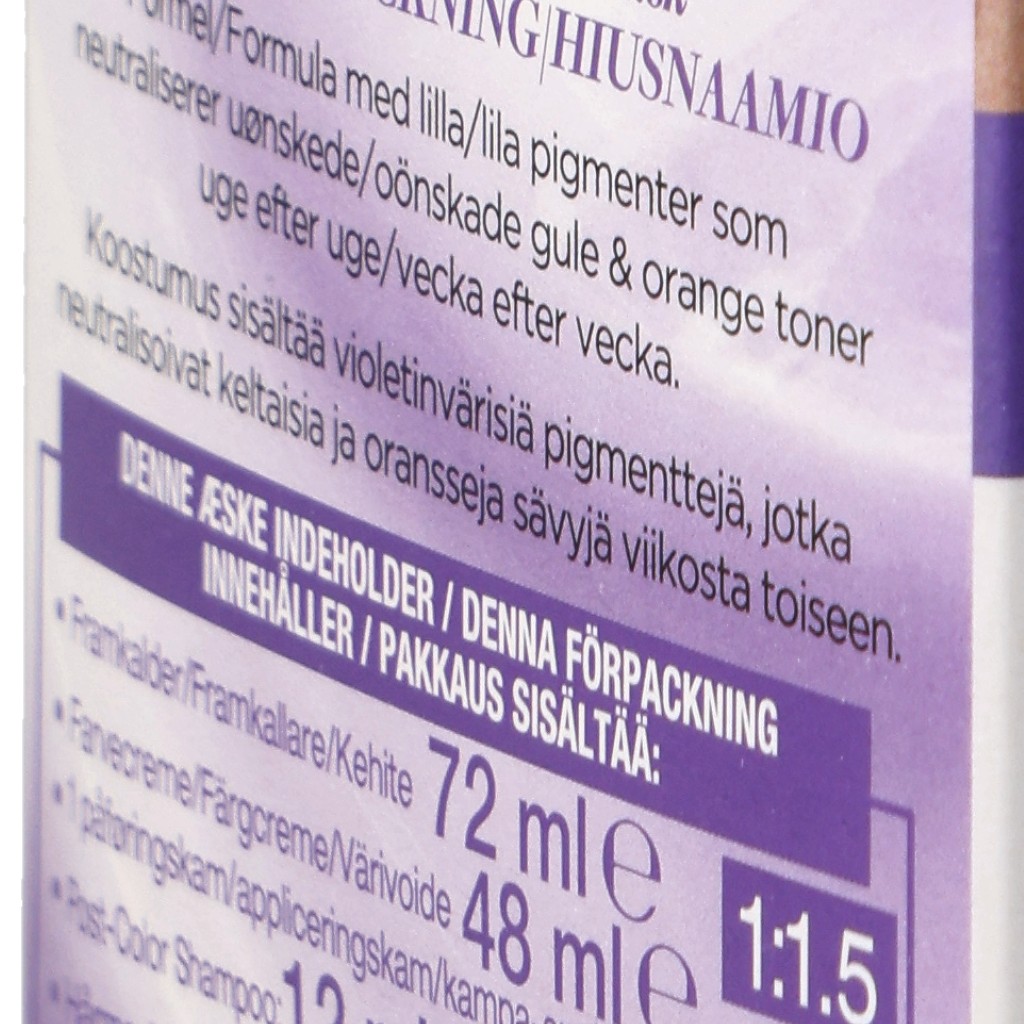 HIUSNAAMIO
/Formula med lilla/lila pigmenter som
neutraliserer uønskede/oönskade gule & orange toner
uge efter uge/vecka efter vecka.
Koostumus sisältää violetinvärisiä pigmenttejä, jotka
neutralisoivat keltaisia ja oransseja sävyjä viikosta toiseen.
DENNE ÆSKE INDEHOLDER / DENNA FÖRPACKNING
INNEHÅLLER / PAKKAUS SISÄLTÄÄ:
• Framkalder/Framkallare/Kehite 72 ml ℮
• Farvecreme/Färgcreme/Värivoide 48 ml ℮
1:1.5
• 1 påføringskam/appliceringskam/kampa
• Post-Color Shampoo: 12